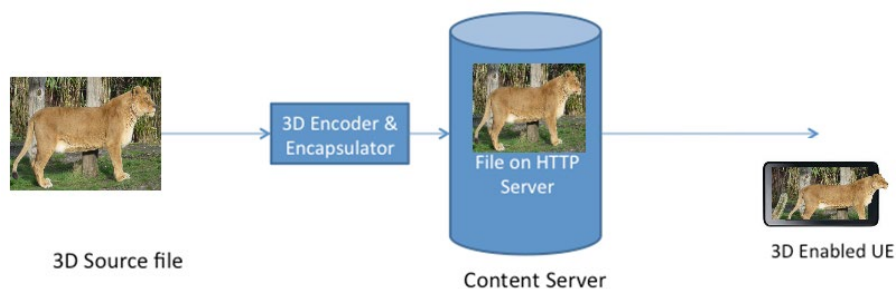 3D Encoder &
Encapsulator
File on HTTP
Server
3D Source file
Content Server
3D Enabled UE